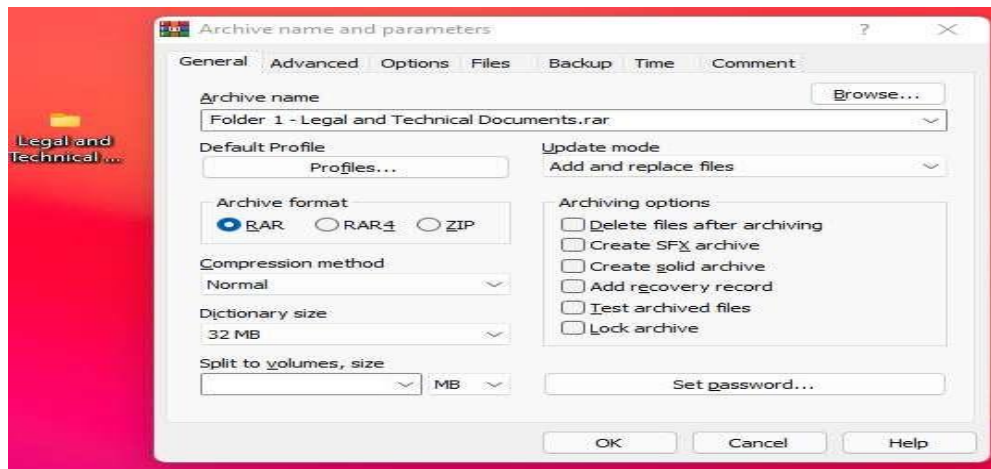 Archive name and parameters
General Advanced Options Files Backup Time Comment
Archive name
Browse...
Folder 1 - Legal and Technical Documents.rar
Default Profile
Profiles...
Update mode
Add and replace files
Archive format
RAR RAR4 ZIP
Compression method
Normal
Dictionary size
32 MB
Split to volumes, size
MB
Archiving options
Delete files after archiving
Create SFX archive
Create solid archive
Add recovery record
Test archived files
Lock archive
Set password...
OK Cancel Help
Legal and
Technical ...